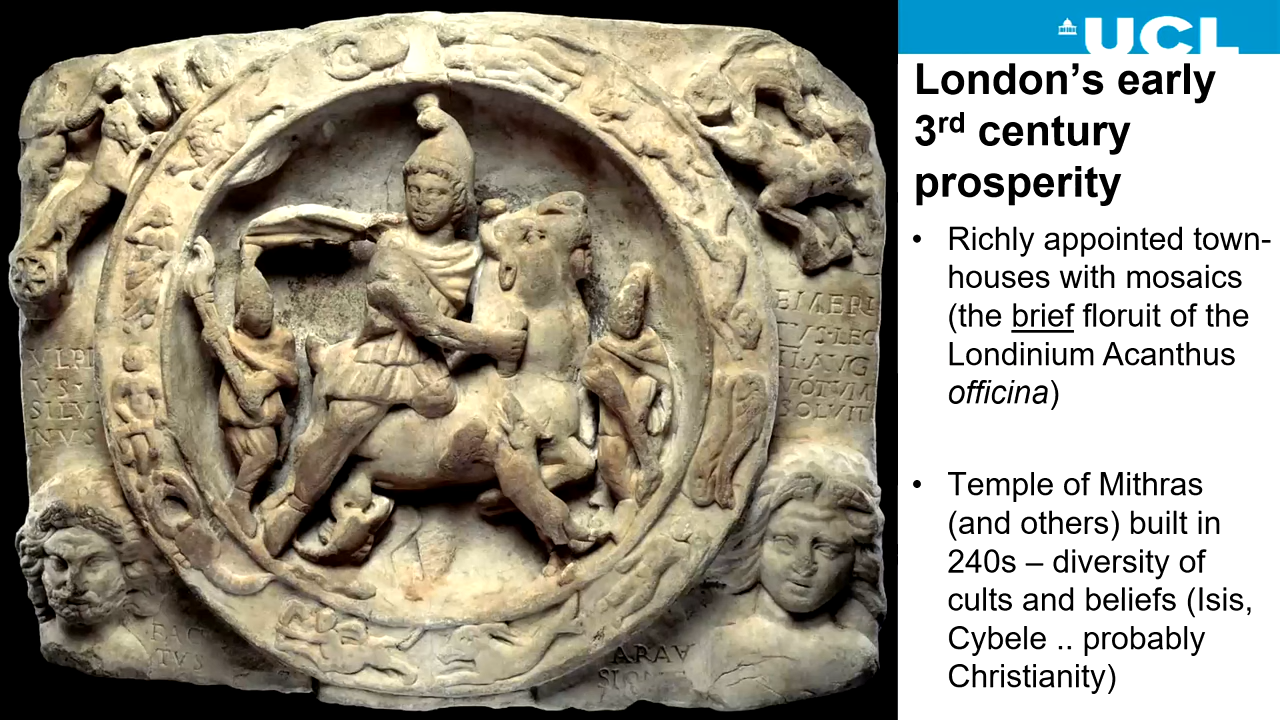 UCL
London’s early
3rd century
prosperity
• Richly appointed town-
houses with mosaics
(the brief floruit of the
Londinium Acanthus
officina)
• Temple of Mithras
(and others) built in
240s – diversity of
cults and beliefs (Isis,
Cybele .. probably
Christianity)
VLPI
VS·
SILV
NVS
EMERI
TVS·LEG
II·AVG
VOTVM
SOLVIT
FAC
TVS
ARAV
SIONE